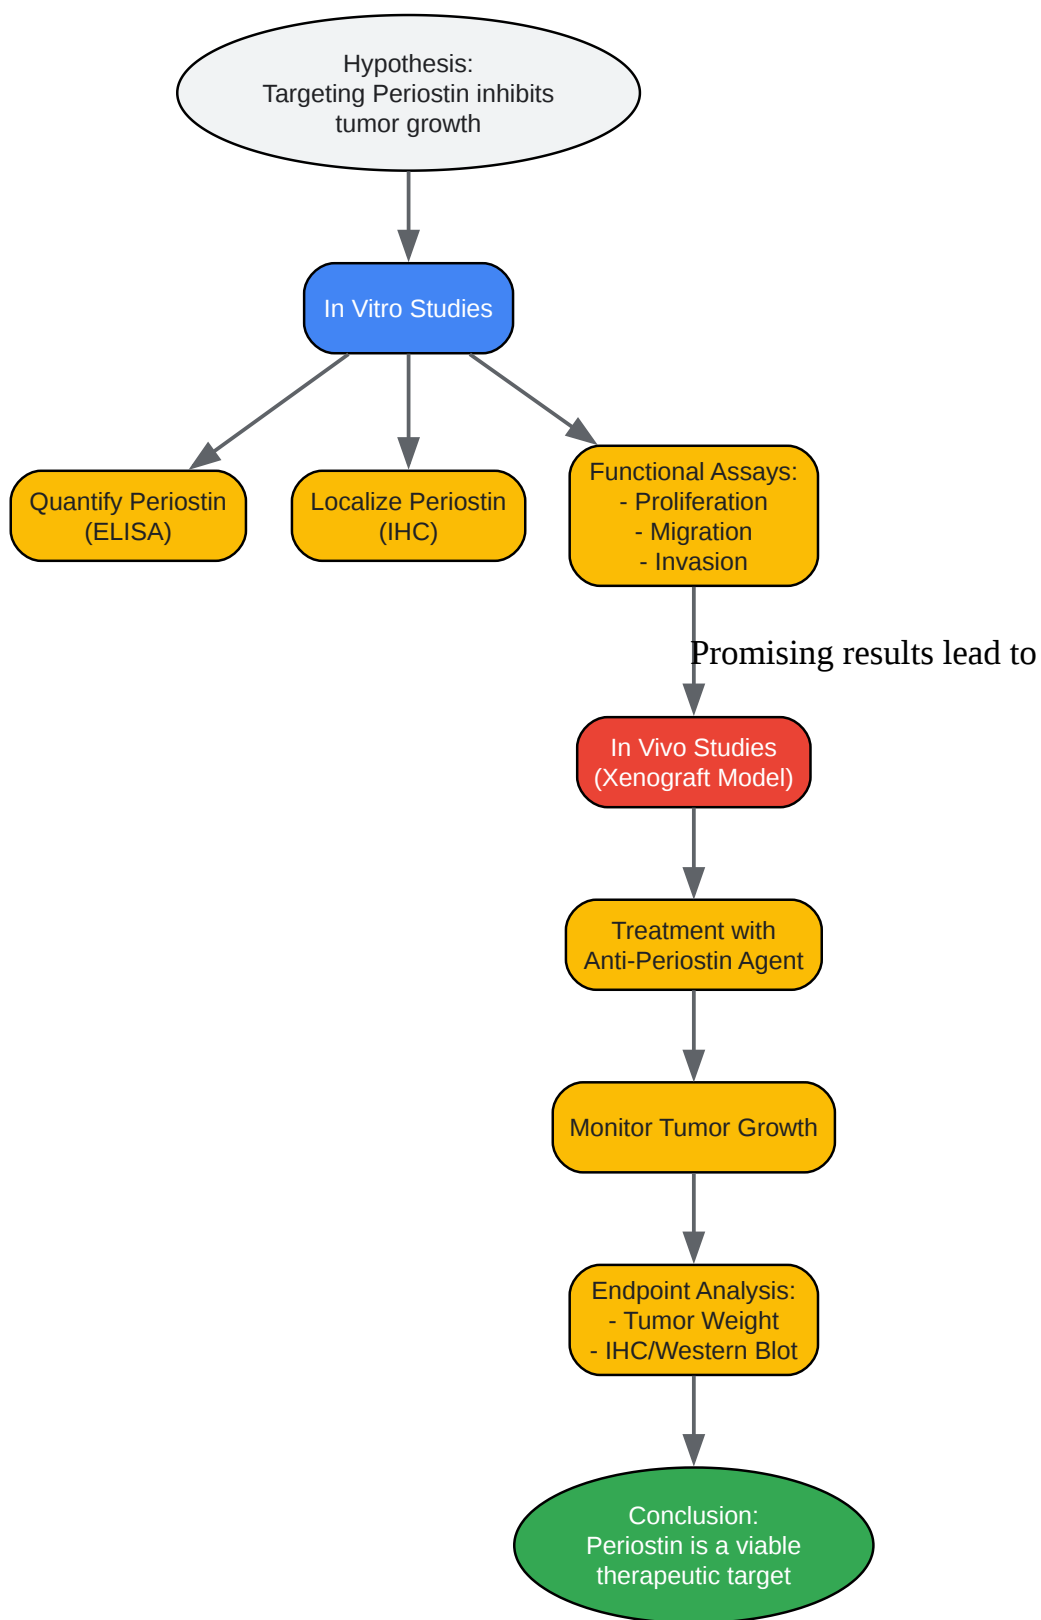 Hypothesis:
Targeting Periostin inhibits
tumor growth
In Vitro Studies
Quantify Periostin
(ELISA)
Localize Periostin
(IHC)
Functional Assays:
- Proliferation
- Migration
- Invasion
Promising results lead to
In Vivo Studies
(Xenograft Model)
Treatment with
Anti-Periostin Agent
Monitor Tumor Growth
Endpoint Analysis:
- Tumor Weight
- IHC/Western Blot
Conclusion:
Periostin is a viable
therapeutic target